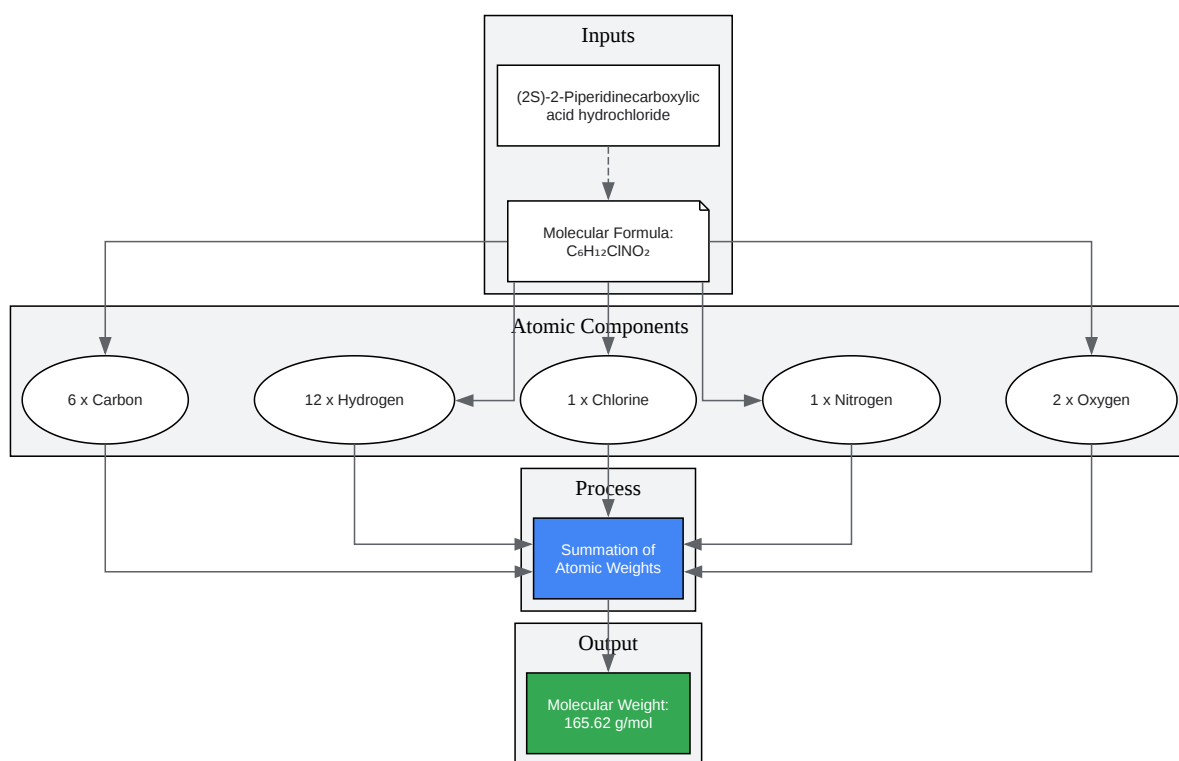 Inputs
(2S)-2-Piperidinecarboxylic
acid hydrochloride
Molecular Formula:
C₆H₁₂ClNO₂
Atomic Components
6 x Carbon
12 x Hydrogen
1 x Chlorine
1 x Nitrogen
2 x Oxygen
Process
Summation of
Atomic Weights
Output
Molecular Weight:
165.62 g/mol